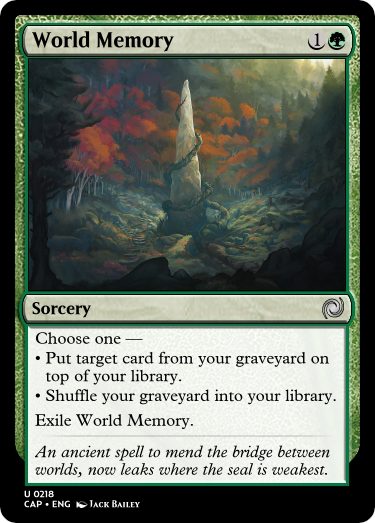 World Memory 1
Sorcery
Choose one —
• Put target card from your graveyard on
top of your library.
• Shuffle your graveyard into your library.
Exile World Memory.
An ancient spell to mend the bridge between
worlds, now leaks where the seal is weakest.
U 0218
CAP • ENG Jack Bailey